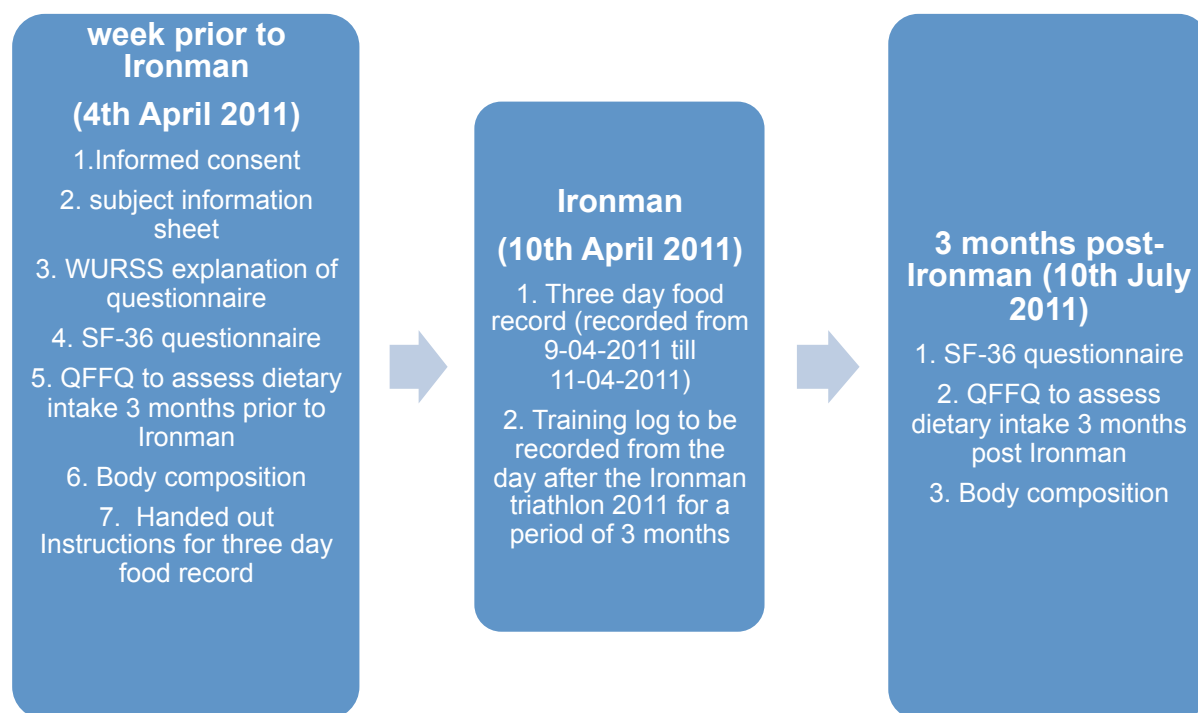 week prior to
Ironman
(4th April 2011)
1.Informed consent
2. subject information
sheet
3. WURSS explanation of
questionnaire
4. SF-36 questionnaire
5. QFFQ to assess dietary
intake 3 months prior to
Ironman
6. Body composition
7. Handed out
Instructions for three day
food record
Ironman
(10th April 2011)
1. Three day food
record (recorded from
9-04-2011 till
11-04-2011)
2. Training log to be
recorded from the
day after the Ironman
triathlon 2011 for a
period of 3 months
3 months post-
Ironman (10th July
2011)
1. SF-36 questionnaire
2. QFFQ to assess
dietary intake 3 months
post Ironman
3. Body composition